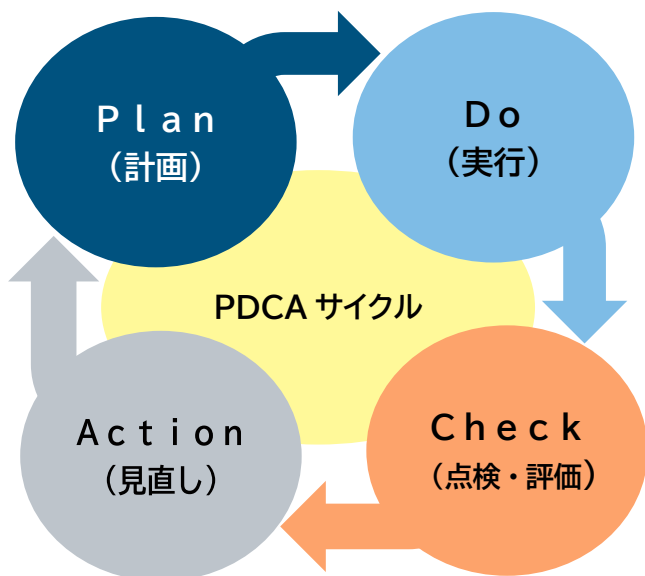 Ｐｌａｎ
（計画）
Ｄｏ
（実行）
PDCA サイクル
Ａｃｔｉｏｎ
（見直し）
Ｃｈｅｃｋ
（点検・評価）